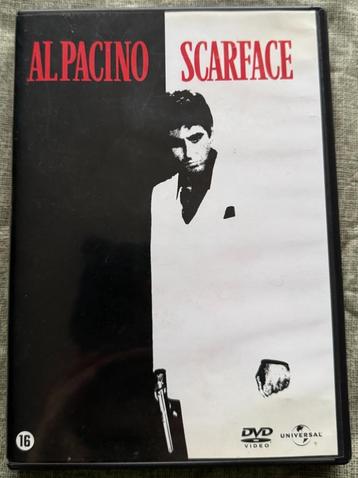 AL PACINO SCARFACE
16
DVD
VIDEO
UNIVERSAL